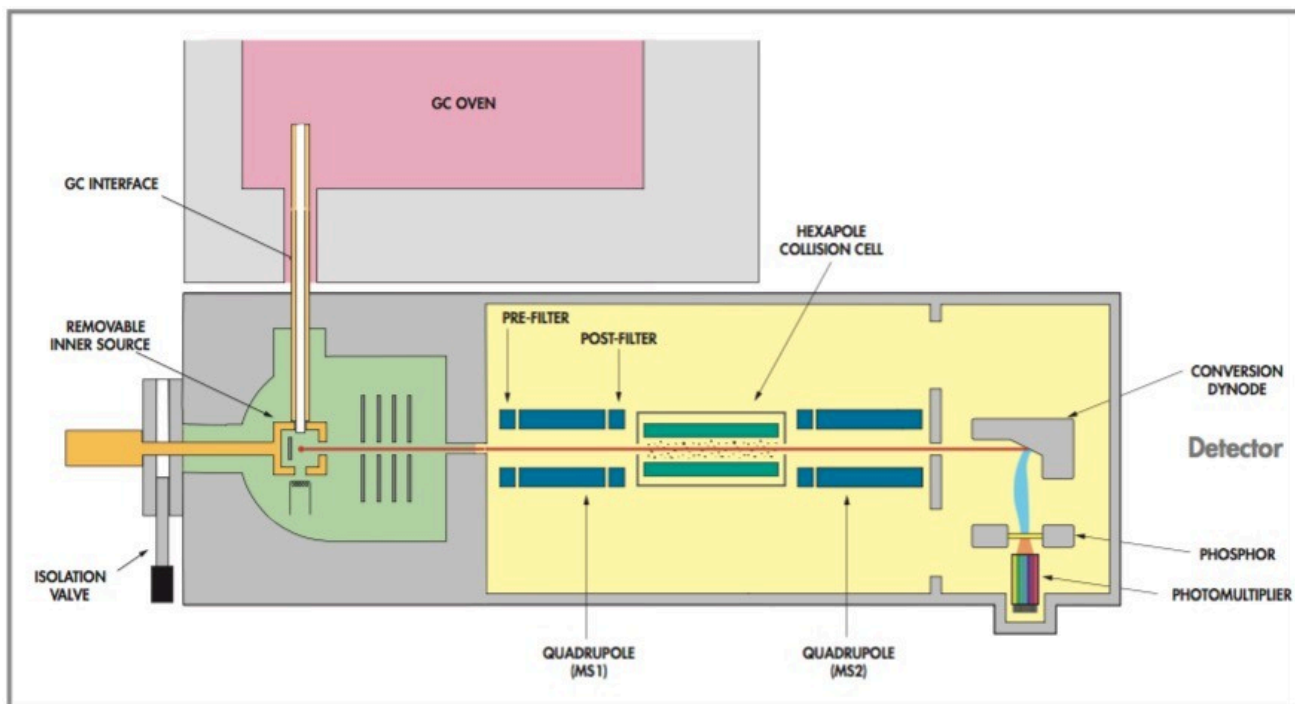 GC OVEN
GC INTERFACE
HEXAPOLE
COLLISION CELL
REMOVABLE
INNER SOURCE
PRE-FILTER
POST-FILTER
CONVERSION
DYNODE
Detector
ISOLATION
VALVE
PHOSPHOR
PHOTOMULTIPLIER
QUADRUPOLE
(MS1)
QUADRUPOLE
(MS2)